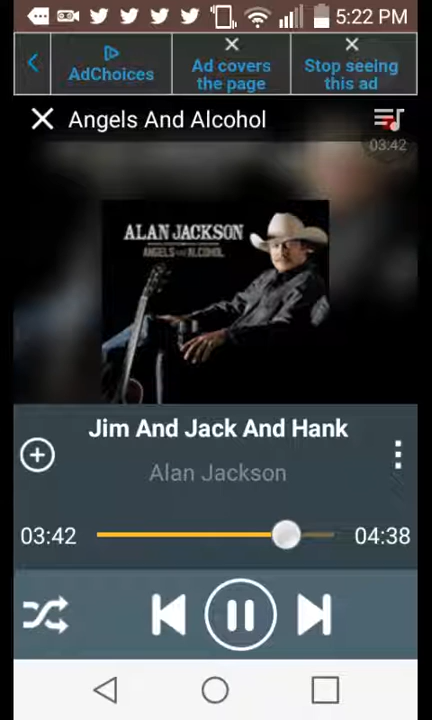 5:22 PM
AdChoices
Ad covers
the page
Stop seeing
this ad
Angels And Alcohol
03:42
ALAN JACKSON
ANGELS AND ALCOHOL
Jim And Jack And Hank
Alan Jackson
03:42
04:38